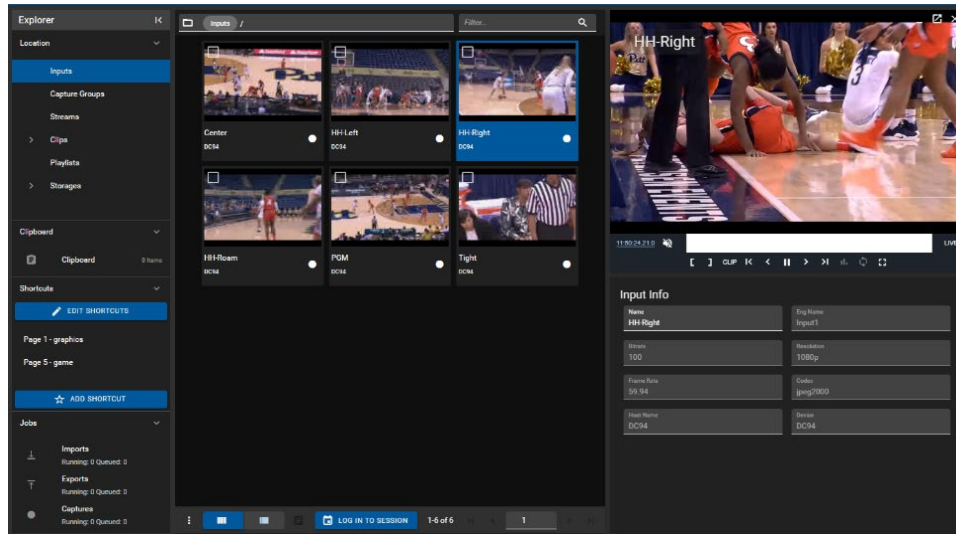 Explorer
Location
Inputs
Capture Groups
Streams
Clips
Playlists
Storages
Clipboard
Clipboard
0 Items
Shortcuts
EDIT SHORTCUTS
Page 1 - graphics
Page 5 - game
ADD SHORTCUT
Jobs
Imports
Running: 0 Queued: 0
Exports
Running: 0 Queued: 0
Captures
Running: 0 Queued: 0
Inputs /
Filter...
Center
DC94
HH-Left
DC94
HH-Right
DC94
HH-Roam
DC94
PGM
DC94
Tight
DC94
LOG IN TO SESSION
1-6 of 6
1
HH-Right
Pitt
3
11:50:24.21.0
LIVE
[ ] CLIP
Input Info
Name
HH-Right
Eng Name
Input1
Bitrate
100
Resolution
1080p
Frame Rate
59.94
Codec
jpeg2000
Host Name
DC94
Device
DC94